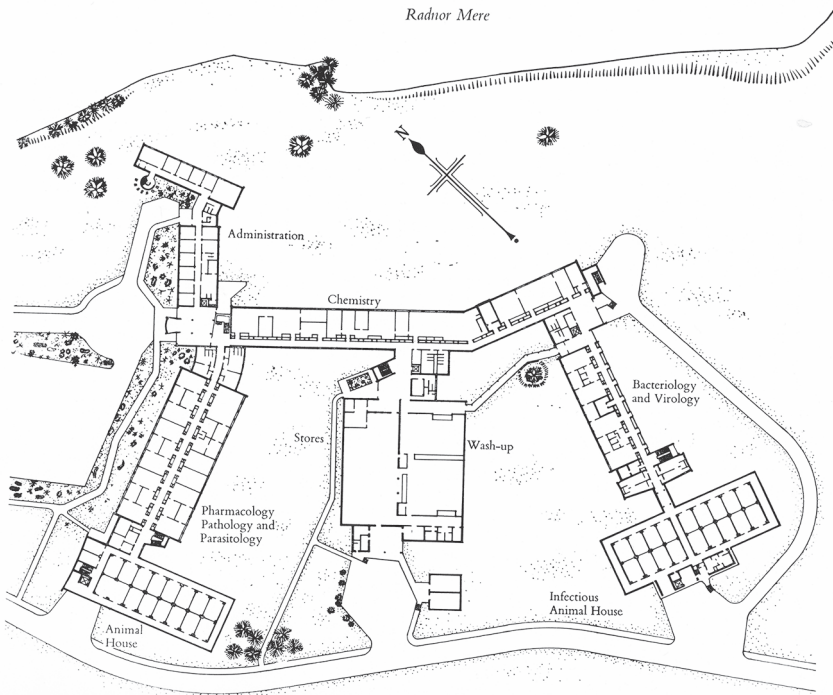 Radnor Mere
N
Administration
Chemistry
Bacteriology
and Virology
Stores
Wash-up
Pharmacology
Pathology and
Parasitology
Infectious
Animal House
Animal
House